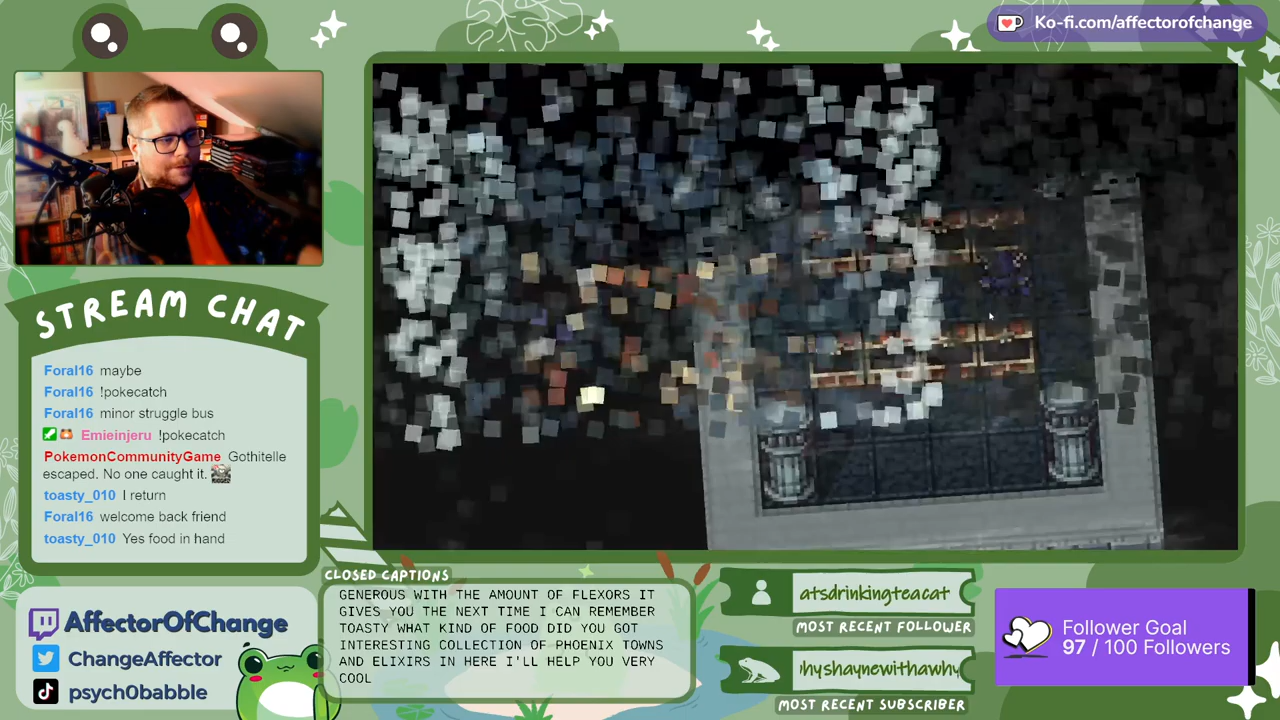 Ko-fi.com/affectorofchange
STREAM CHAT
Foral16 maybe
Foral16 !pokecatch
Foral16 minor struggle bus
Emieinjeru !pokecatch
PokemonCommunityGame Gothitelle
escaped. No one caught it.
toasty_010 I return
Foral16 welcome back friend
toasty_010 Yes food in hand
AffectorOfChange
ChangeAffector
psych0babble
CLOSED CAPTIONS
GENEROUS WITH THE AMOUNT OF FLEXORS IT
GIVES YOU THE NEXT TIME I CAN REMEMBER
TOASTY WHAT KIND OF FOOD DID YOU GOT
INTERESTING COLLECTION OF PHOENIX TOWNS
AND ELIXIRS IN HERE I'LL HELP YOU VERY
COOL
atsdrinkingteacat
MOST RECENT FOLLOWER
hyshaynewithawhy
MOST RECENT SUBSCRIBER
Follower Goal
97 / 100 Followers